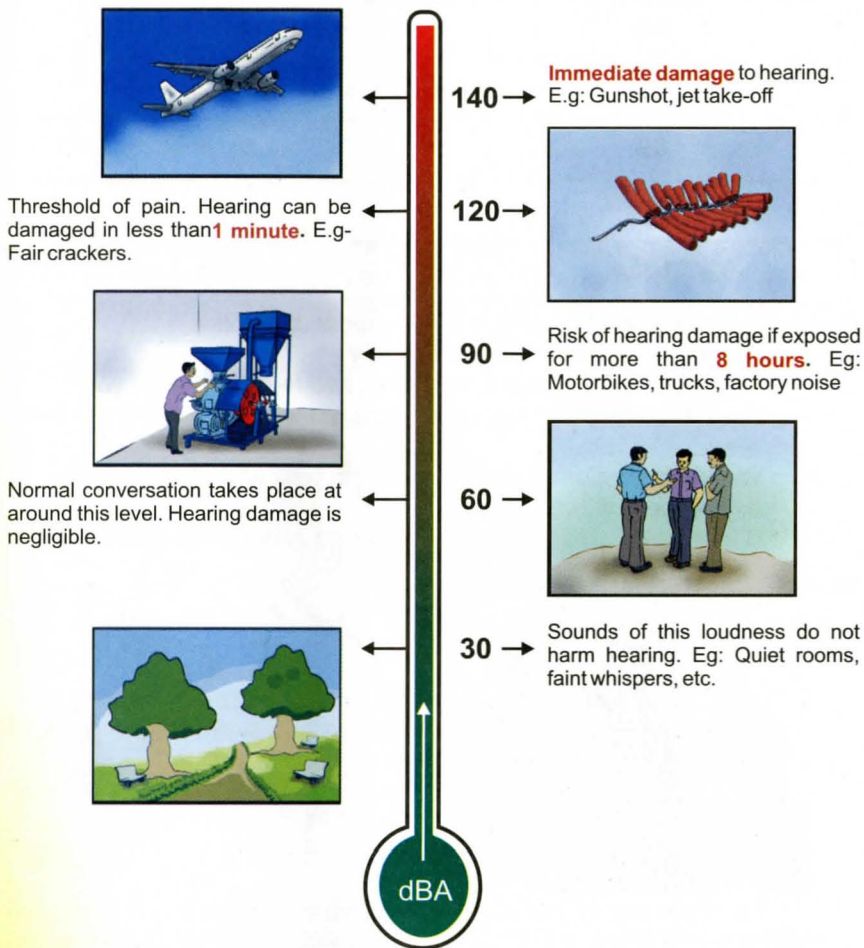 140
Immediate damage to hearing.
E.g: Gunshot, jet take-off
Threshold of pain. Hearing can be
damaged in less than1 minute. E.g-
Fair crackers.
120
90
Risk of hearing damage if exposed
for more than 8 hours. Eg:
Motorbikes, trucks, factory noise
Normal conversation takes place at
around this level. Hearing damage is
negligible.
60
30
Sounds of this loudness do not
harm hearing. Eg: Quiet rooms,
faint whispers, etc.
dBA